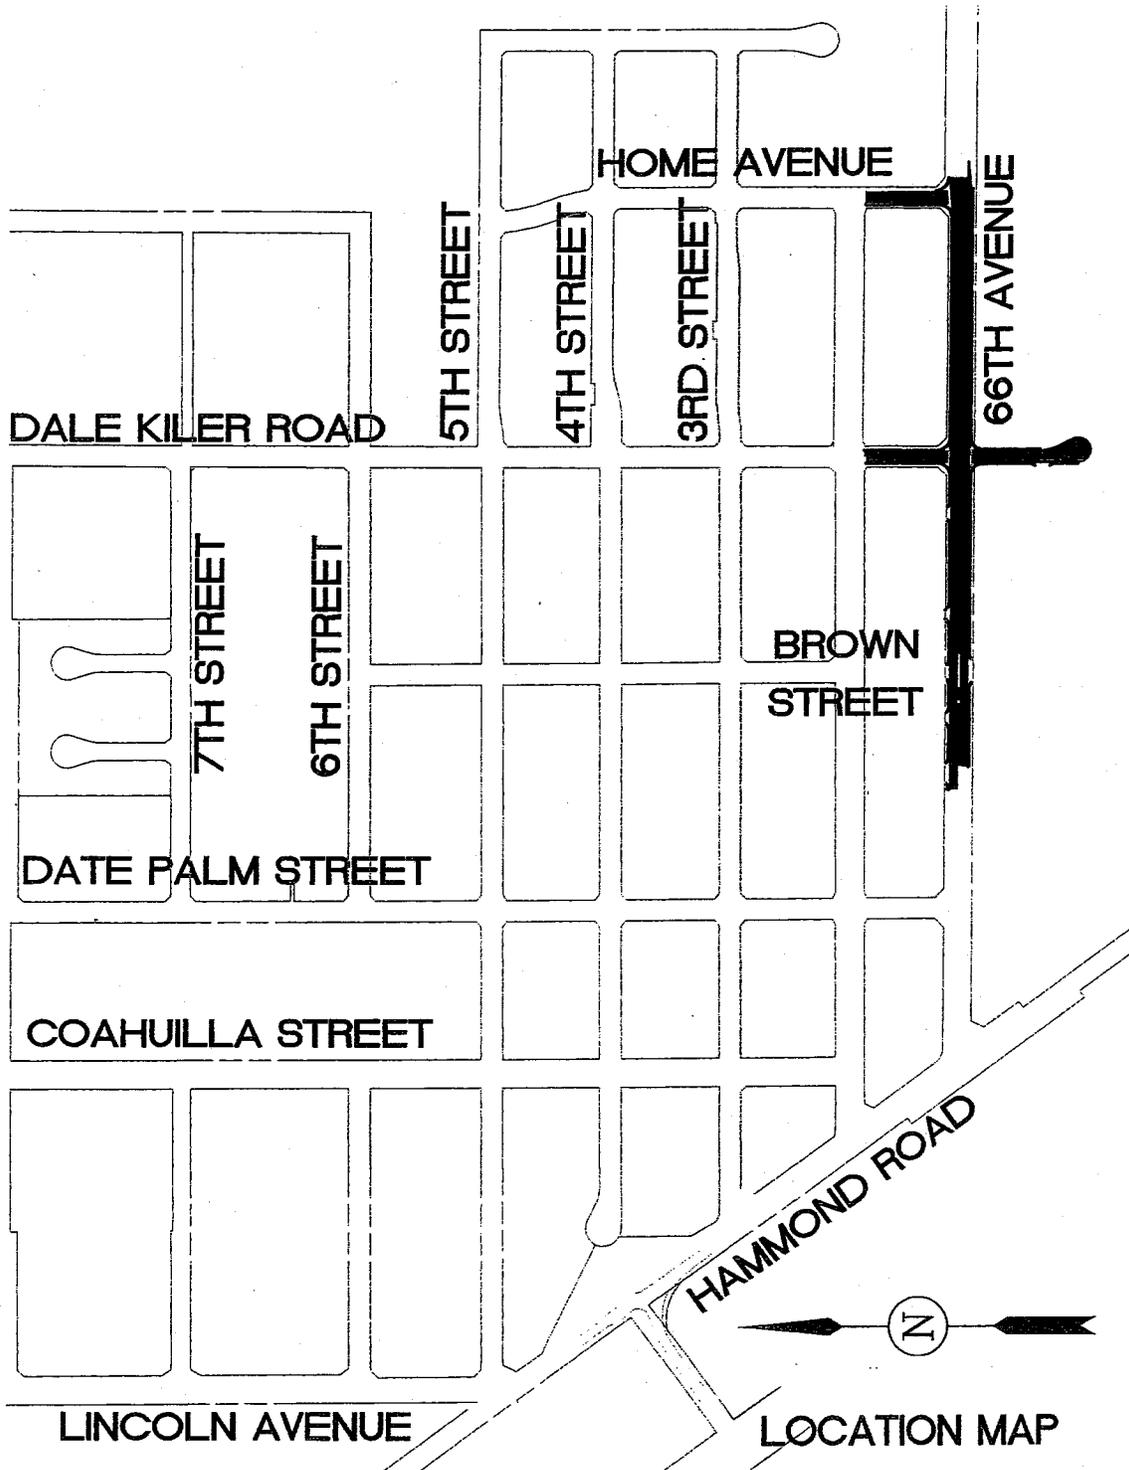 HOME AVENUE
66TH AVENUE
5TH STREET
4TH STREET
3RD. STREET
DALE KILER ROAD
7TH STREET
6TH STREET
BROWN
STREET
DATE PALM STREET
COAHUILLA STREET
HAMMOND ROAD
N
LINCOLN AVENUE
LOCATION MAP